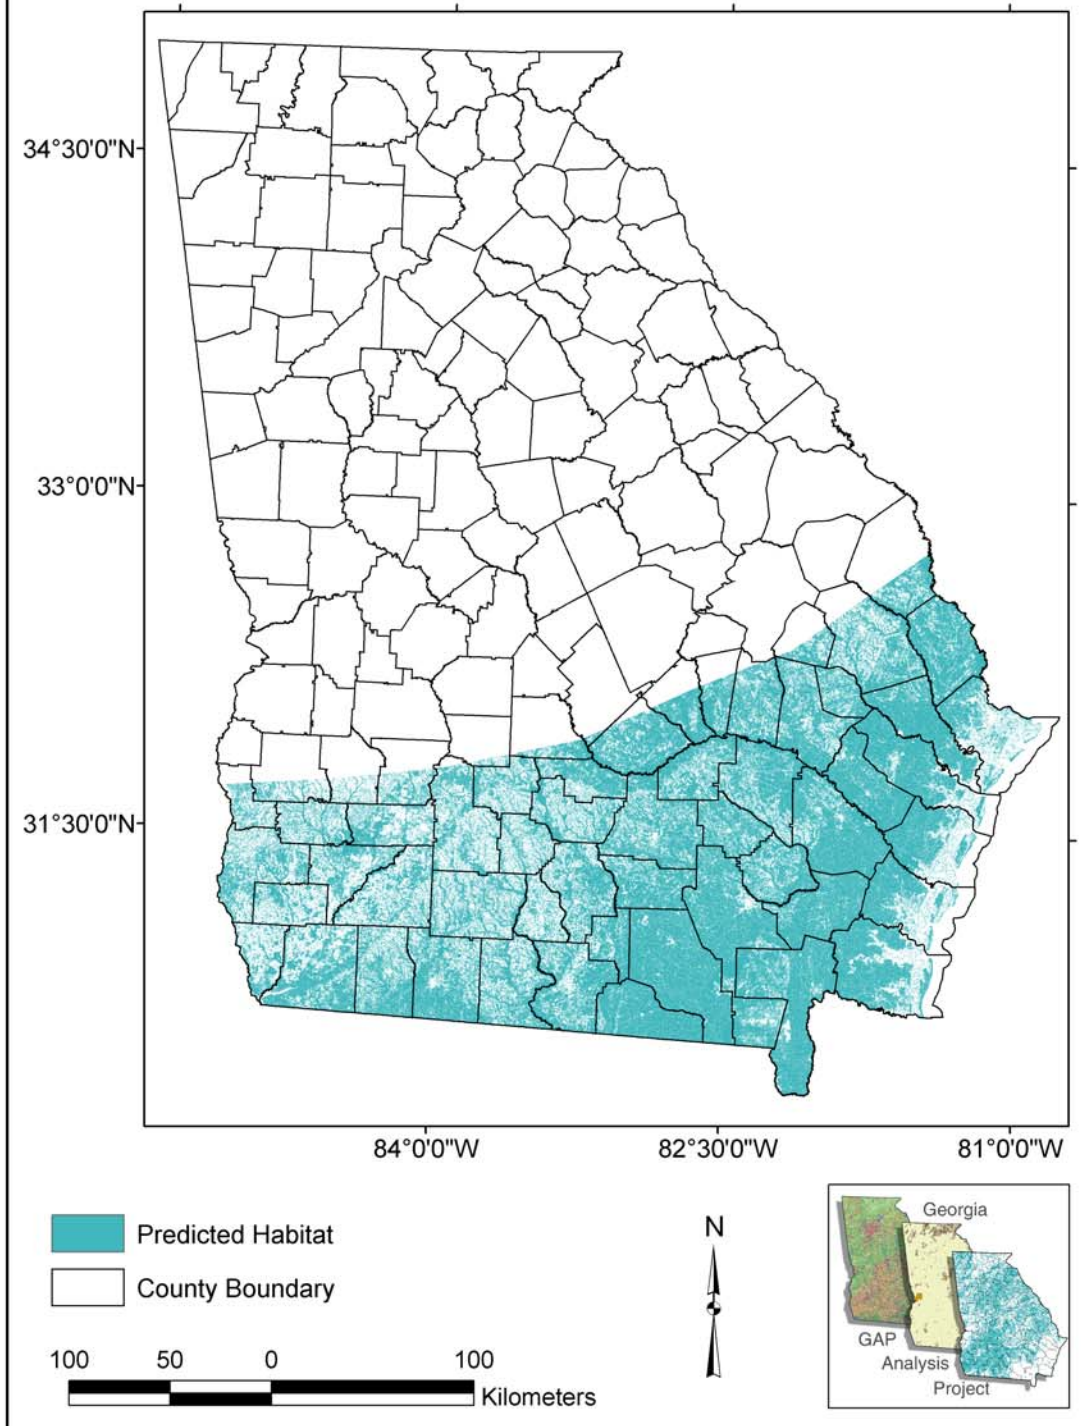 34°30'0"N
33°0'0"N
31°30'0"N
84°0'0"W 82°30'0"W 81°0'0"W
Predicted Habitat
County Boundary
100 50 0 100
Kilometers
N
Georgia
GAP
Analysis
Project